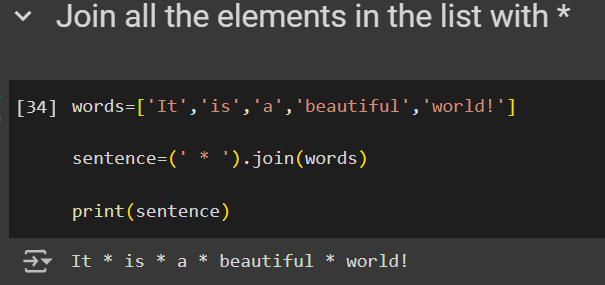 Join all the elements in the list with *
[34] words=['It','is','a','beautiful','world!']
sentence=(' * ').join(words)
print(sentence)
It * is * a * beautiful * world!